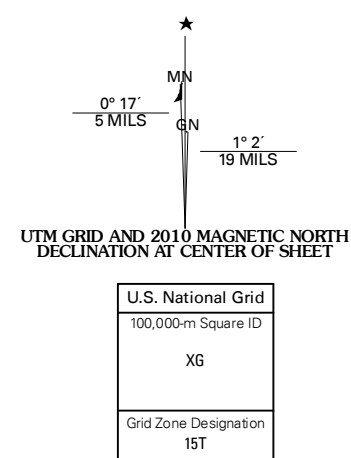 MN
0° 17´
5 MILS
GN
1° 2´
19 MILS
UTM GRID AND 2010 MAGNETIC NORTH
DECLINATION AT CENTER OF SHEET
U.S. National Grid
100,000-m Square ID
XG
Grid Zone Designation
15T